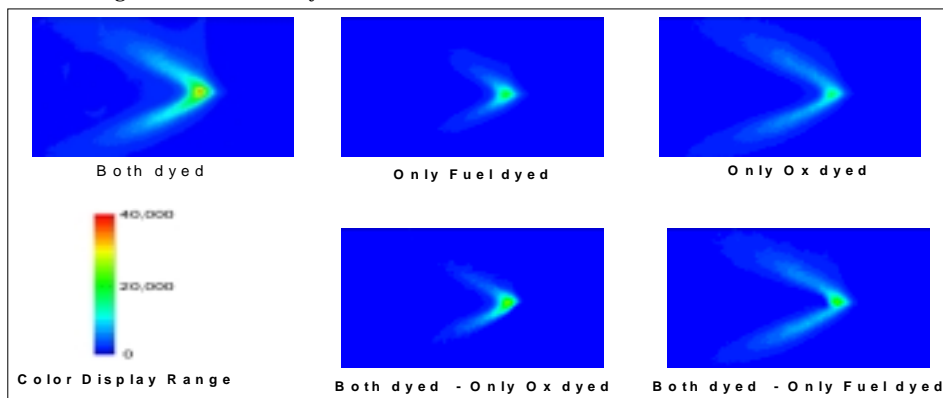 Both dyed
Only Fuel dyed
Only Ox dyed
40,000
20,000
0
Color Display Range
Both dyed - Only Ox dyed
Both dyed - Only Fuel dyed